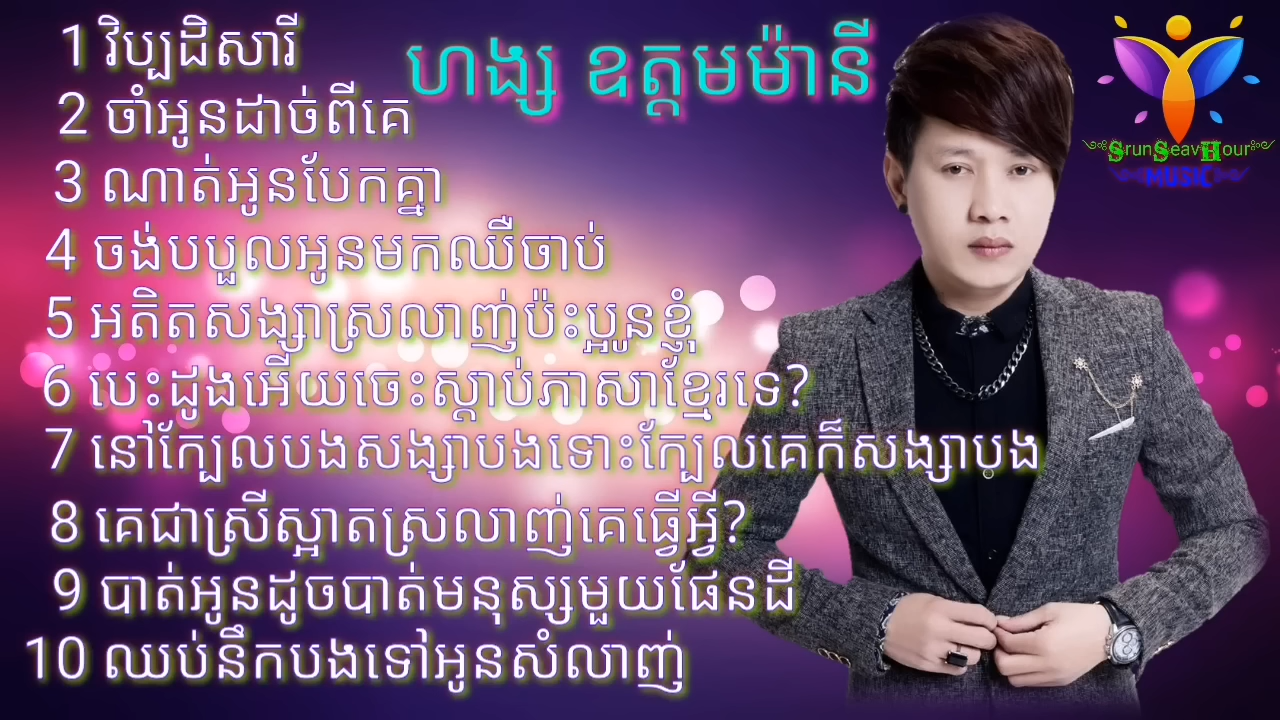 ហង្ស ឧត្តមម៉ានី
1 វិប្បដិសារី
2 ចាំអូនដាច់ពីគេ
3 ណាត់អូនបែកគ្នា
4 ចង់បបួលអូនមកឈឺចាប់
5 អតិតសង្សាស្រលាញ់ប៉ះប្អូនខ្ញុំ
6 បេះដូងអើយចេះស្ដាប់ភាសាខ្មែរទេ?
7 នៅក្បែលបងសង្សាបងទោះក្បែលគេក៏សង្សាបង
8 គេជាស្រីស្អាតស្រលាញ់គេធ្វើអ្វី?
9 បាត់អូនដូចបាត់មនុស្សមួយផែនដី
10 ឈប់នឹកបងទៅអូនសំលាញ់
SrunSeavHour
MUSIC